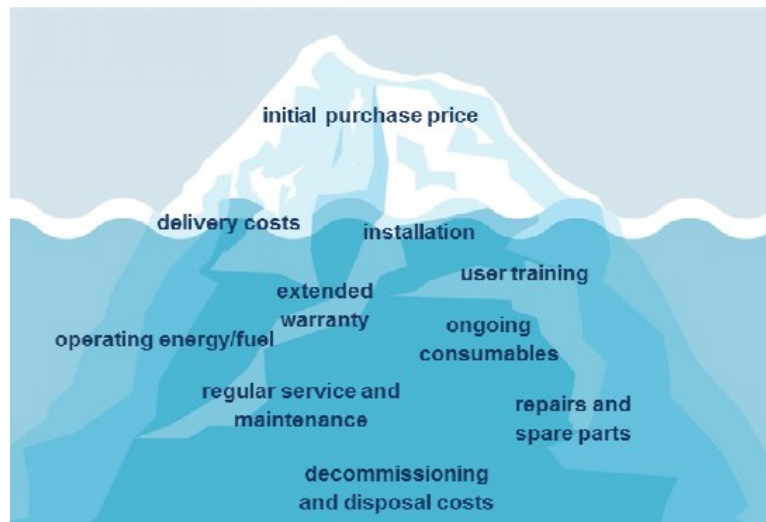 initial purchase price
delivery costs
installation
user training
extended
warranty
operating energy/fuel
ongoing
consumables
regular service and
maintenance
repairs and
spare parts
decommissioning
and disposal costs